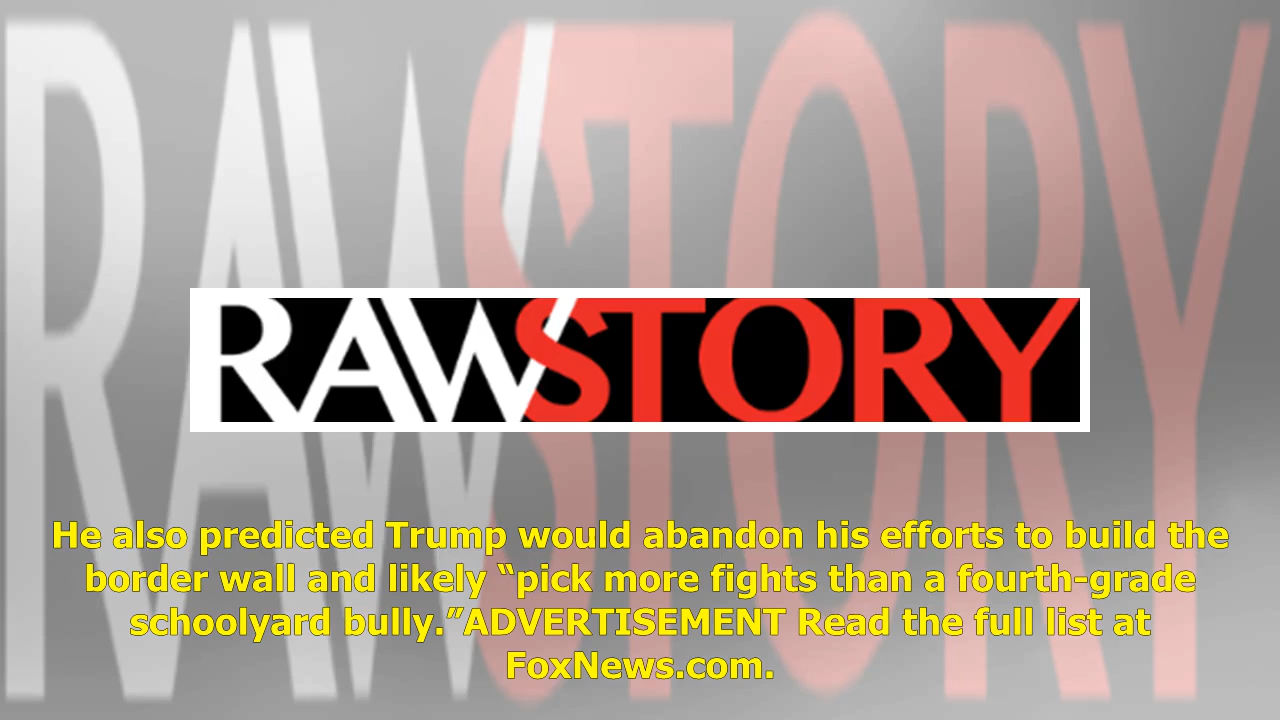 RAWSTORY
RAWSTORY
He also predicted Trump would abandon his efforts to build the
border wall and likely “pick more fights than a fourth-grade
schoolyard bully.”ADVERTISEMENT Read the full list at
FoxNews.com.